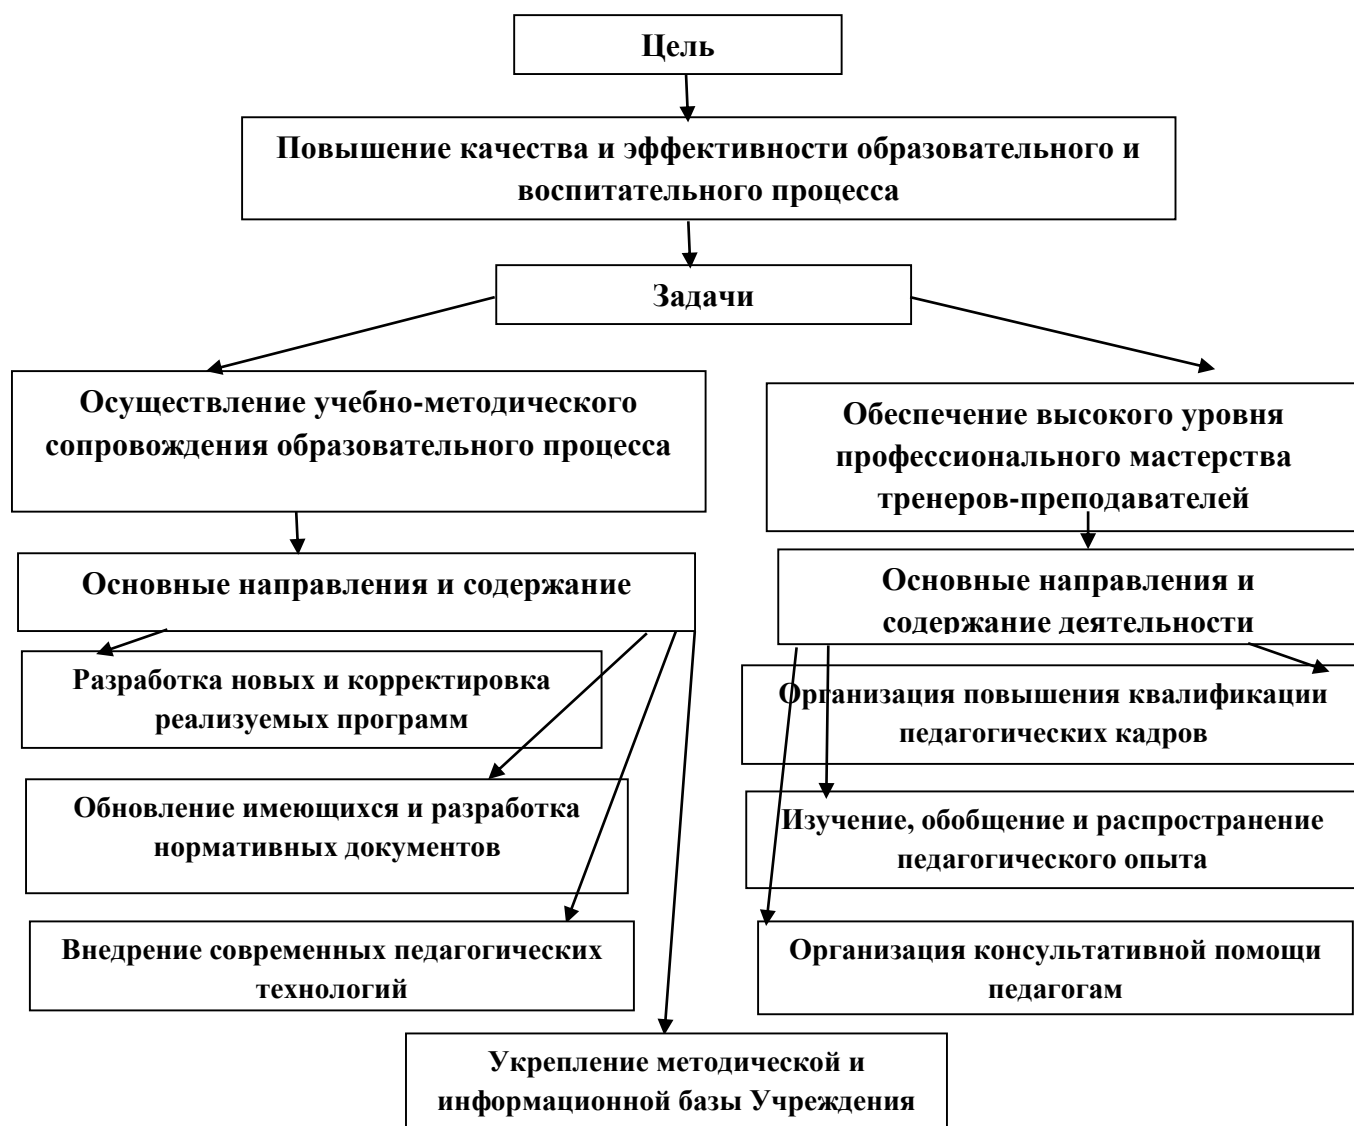 Цель
Повышение качества и эффективности образовательного и
воспитательного процесса
Задачи
Осуществление учебно-методического
сопровождения образовательного процесса
Обеспечение высокого уровня
профессионального мастерства
тренеров-преподавателей
Основные направления и содержание
Основные направления и
содержание деятельности
Разработка новых и корректировка
реализуемых программ
Организация повышения квалификации
педагогических кадров
Обновление имеющихся и разработка
нормативных документов
Изучение, обобщение и распространение
педагогического опыта
Внедрение современных педагогических
технологий
Организация консультативной помощи
педагогам
Укрепление методической и
информационной базы Учреждения